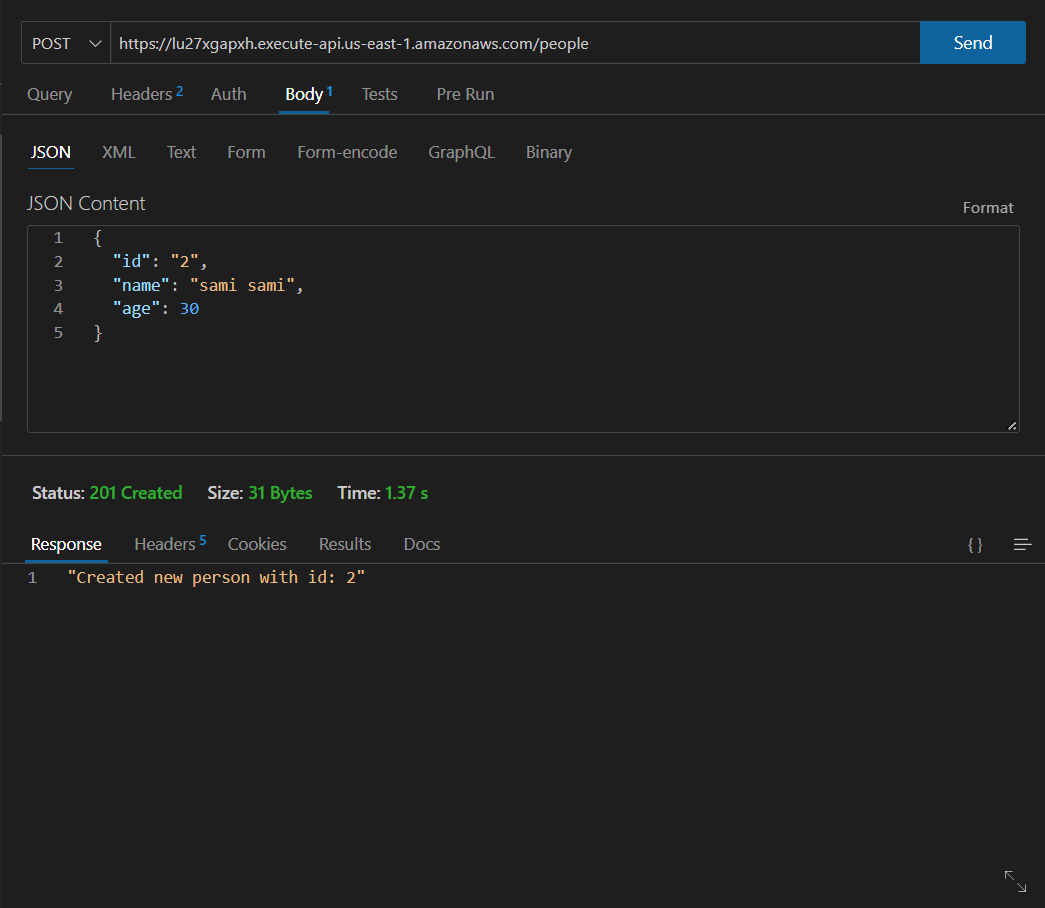 POST https://lu27xgapxh.execute-api.us-east-1.amazonaws.com/people Send
Query Headers 2 Auth Body 1 Tests Pre Run
JSON XML Text Form Form-encode GraphQL Binary
JSON Content Format
1 {
2 "id": "2",
3 "name": "sami sami",
4 "age": 30
5 }
Status: 201 Created Size: 31 Bytes Time: 1.37 s
Response Headers 5 Cookies Results Docs { }
1 "Created new person with id: 2"